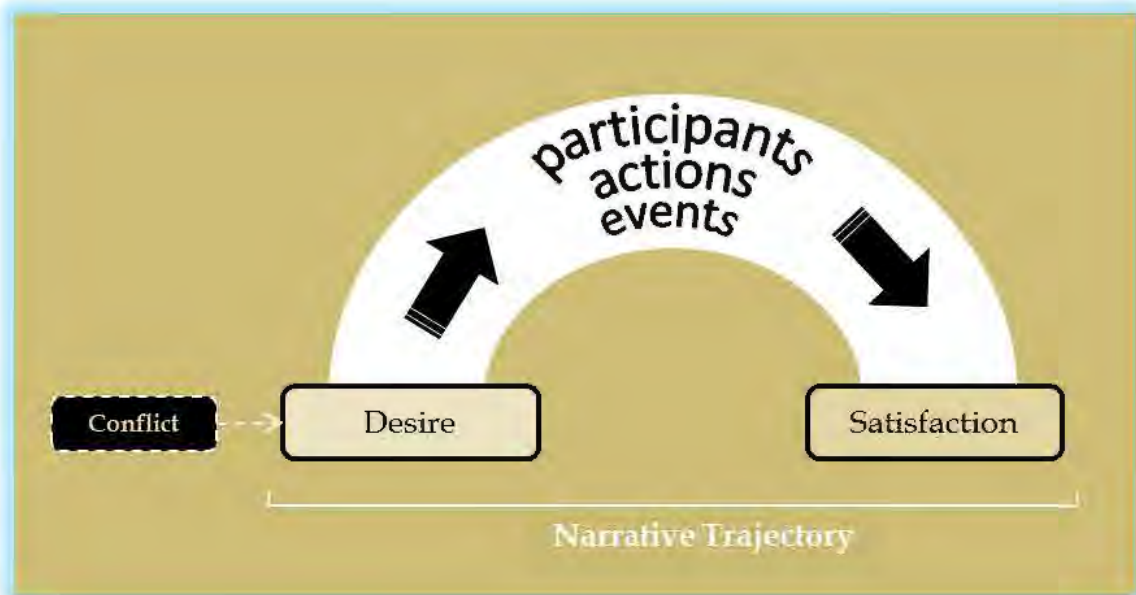 participants
actions
events
Conflict
Desire
Satisfaction
Narrative Trajectory